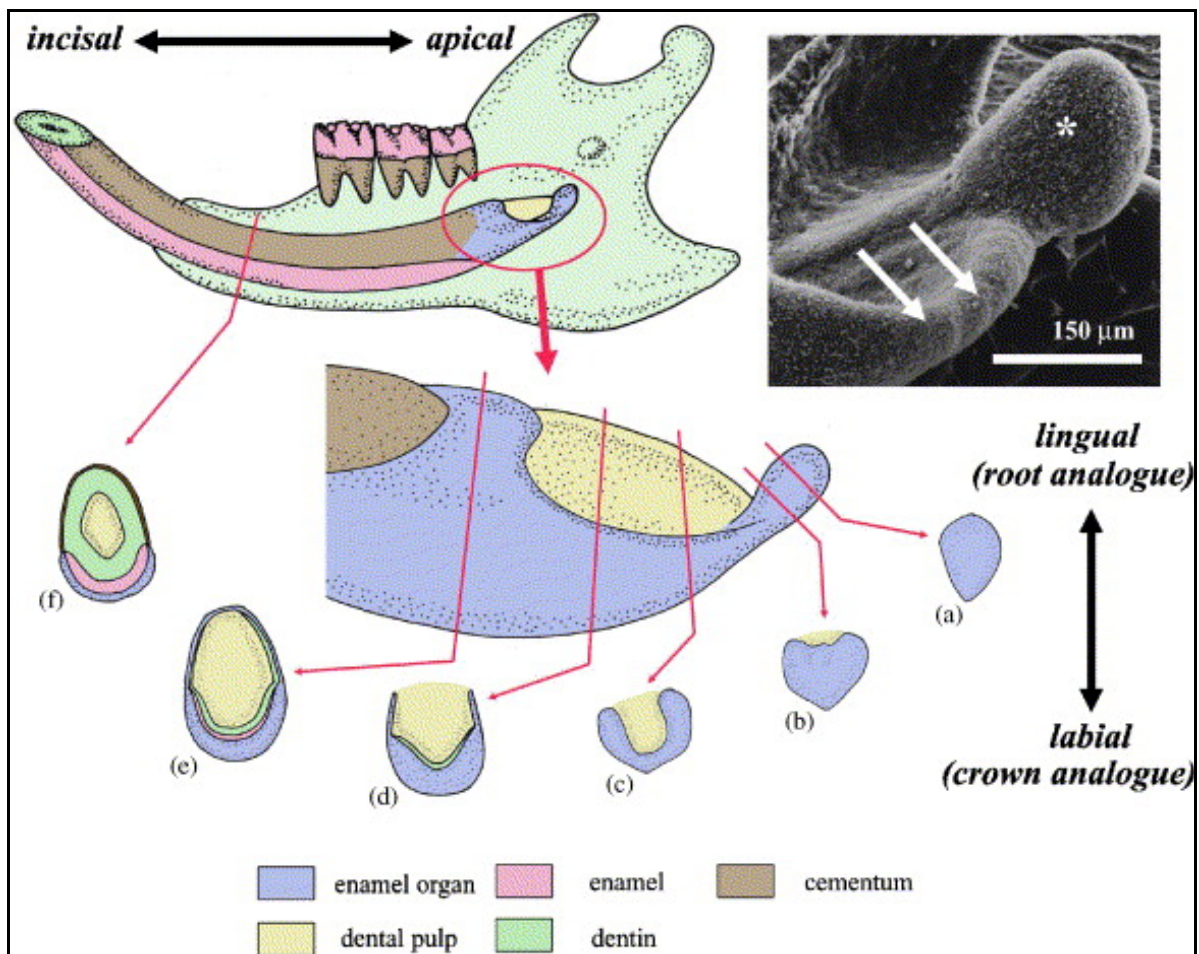 incisal apical
*
150 μm
lingual
(root analogue)
(a)
(f)
(b)
(e)
(d)
(c)
labial
(crown analogue)
enamel organ enamel cementum
dental pulp dentin